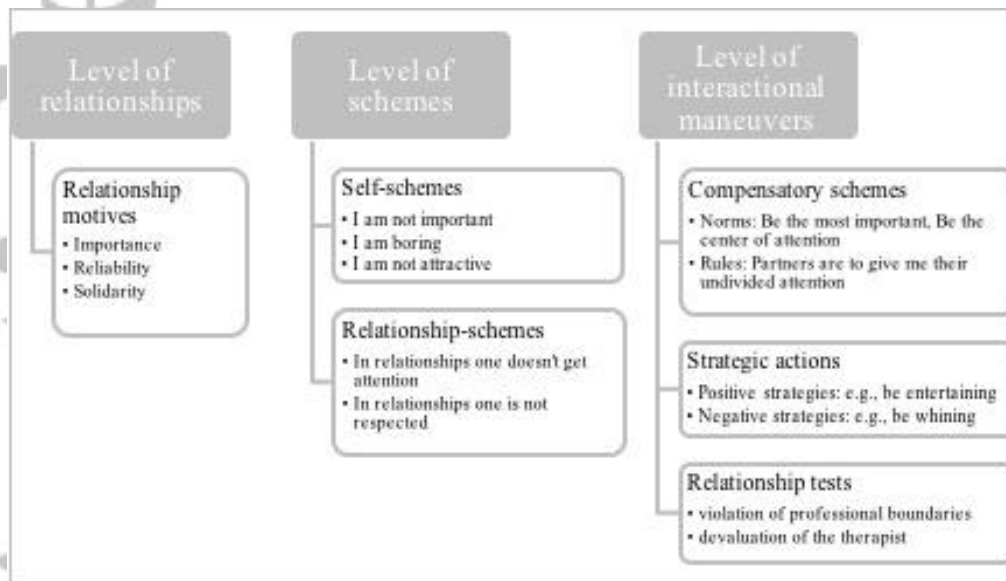 Level of
relationships
Relationship
motives
• Importance
• Reliability
• Solidarity
Level of
schemes
Self-schemes
• I am not important
• I am boring
• I am not attractive
Relationship-schemes
• In relationships one doesn't get
attention
• In relationships one is not
respected
Level of
interactional
maneuvers
Compensatory schemes
• Norms: Be the most important, Be the
center of attention
• Rules: Partners are to give me their
undivided attention
Strategic actions
• Positive strategies: e.g., be entertaining
• Negative strategies: e.g., be whining
Relationship tests
• violation of professional boundaries
• devaluation of the therapist